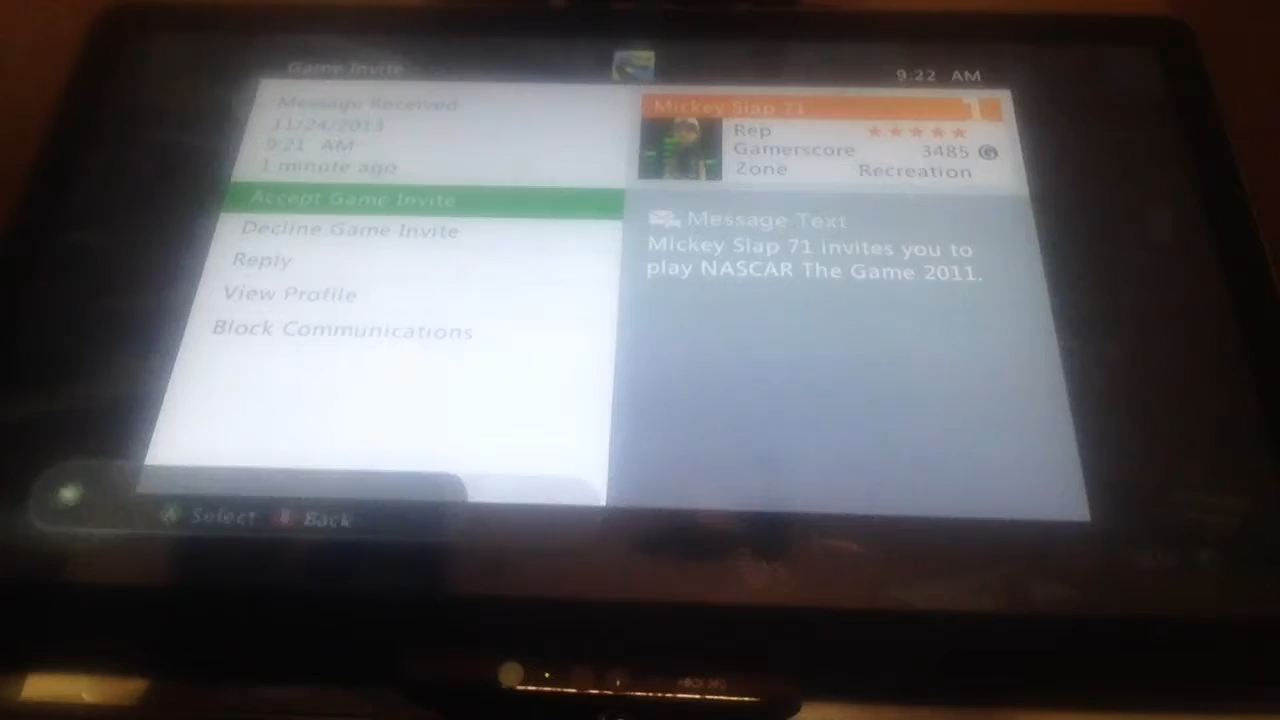 Game Invite
9:22 AM
Message Received
11/24/2013
9:21 AM
1 minute ago
Accept Game Invite
Decline Game Invite
Reply
View Profile
Block Communications
Mickey Slap 71
1
Rep
Gamerscore 3485 G
Zone Recreation
Message Text
Mickey Slap 71 invites you to
play NASCAR The Game 2011.
A Select B Back